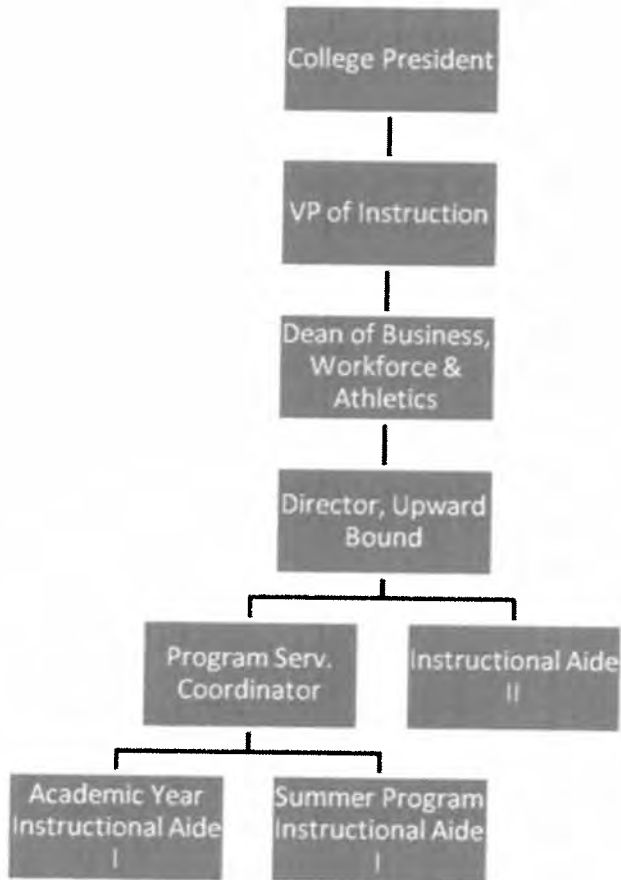 College President
VP of Instruction
Dean of Business,
Workforce &
Athletics
Director, Upward
Bound
Program Serv.
Coordinator
Instructional Aide
II
Academic Year
Instructional Aide
I
Summer Program
Instructional Aide
I